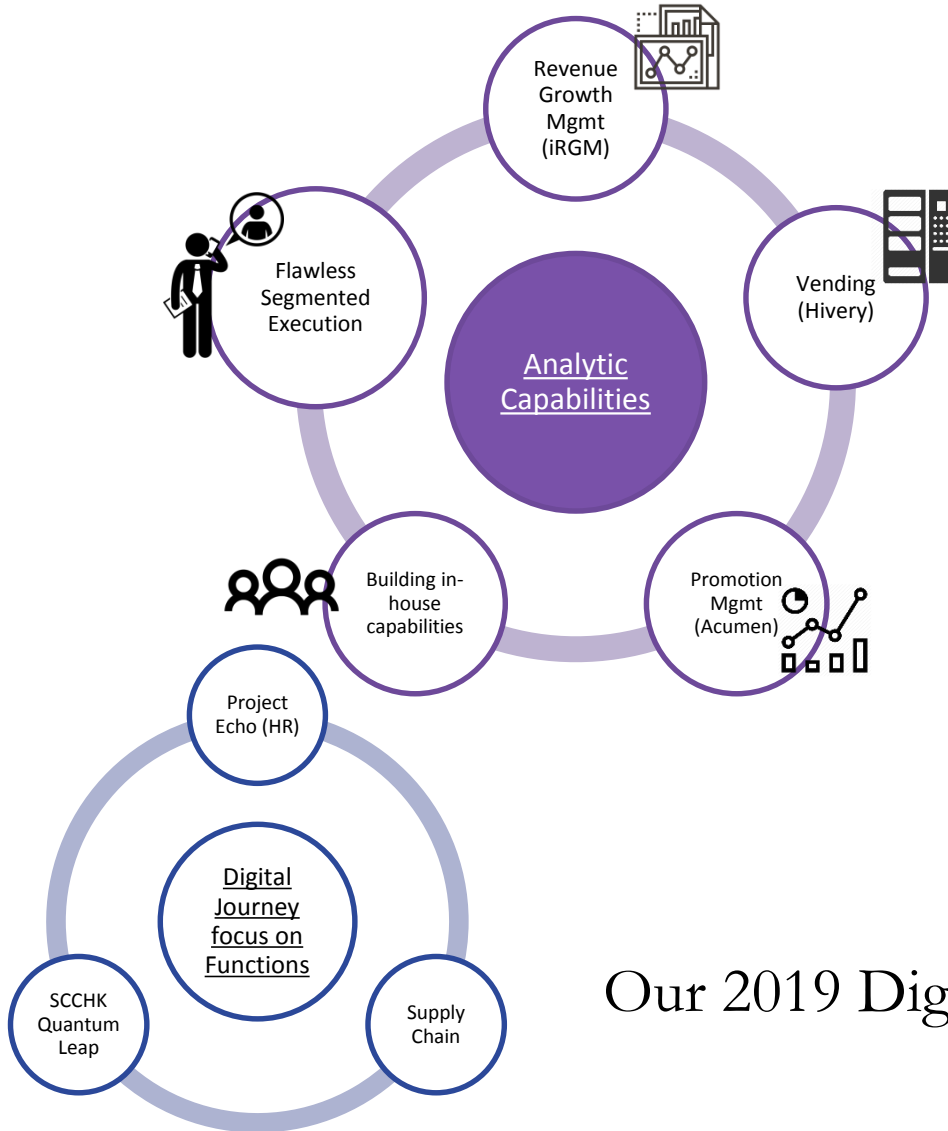 Revenue
Growth
Mgmt
(iRGM)
Flawless
Segmented
Execution
Vending
(Hivery)
Analytic
Capabilities
Building in-
house
capabilities
Promotion
Mgmt
(Acumen)
Project
Echo (HR)
Digital
Journey
focus on
Functions
SCCHK
Quantum
Leap
Supply
Chain
Our 2019 Dig